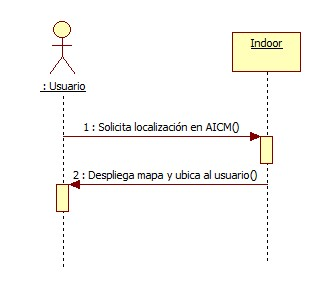 : Usuario
Indoor
1 : Solicita localización en AICM()
2 : Despliega mapa y ubica al usuario()